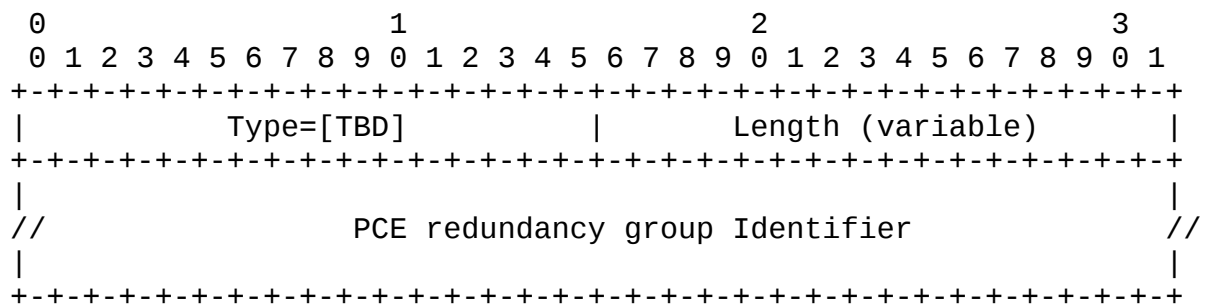 0                   1                   2                   3
 0 1 2 3 4 5 6 7 8 9 0 1 2 3 4 5 6 7 8 9 0 1 2 3 4 5 6 7 8 9 0 1
+-+-+-+-+-+-+-+-+-+-+-+-+-+-+-+-+-+-+-+-+-+-+-+-+-+-+-+-+-+-+-+-+
|           Type=[TBD]          |       Length (variable)       |
+-+-+-+-+-+-+-+-+-+-+-+-+-+-+-+-+-+-+-+-+-+-+-+-+-+-+-+-+-+-+-+-+
|                                                               |
//                 PCE redundancy group Identifier              //
|                                                               |
+-+-+-+-+-+-+-+-+-+-+-+-+-+-+-+-+-+-+-+-+-+-+-+-+-+-+-+-+-+-+-+-+